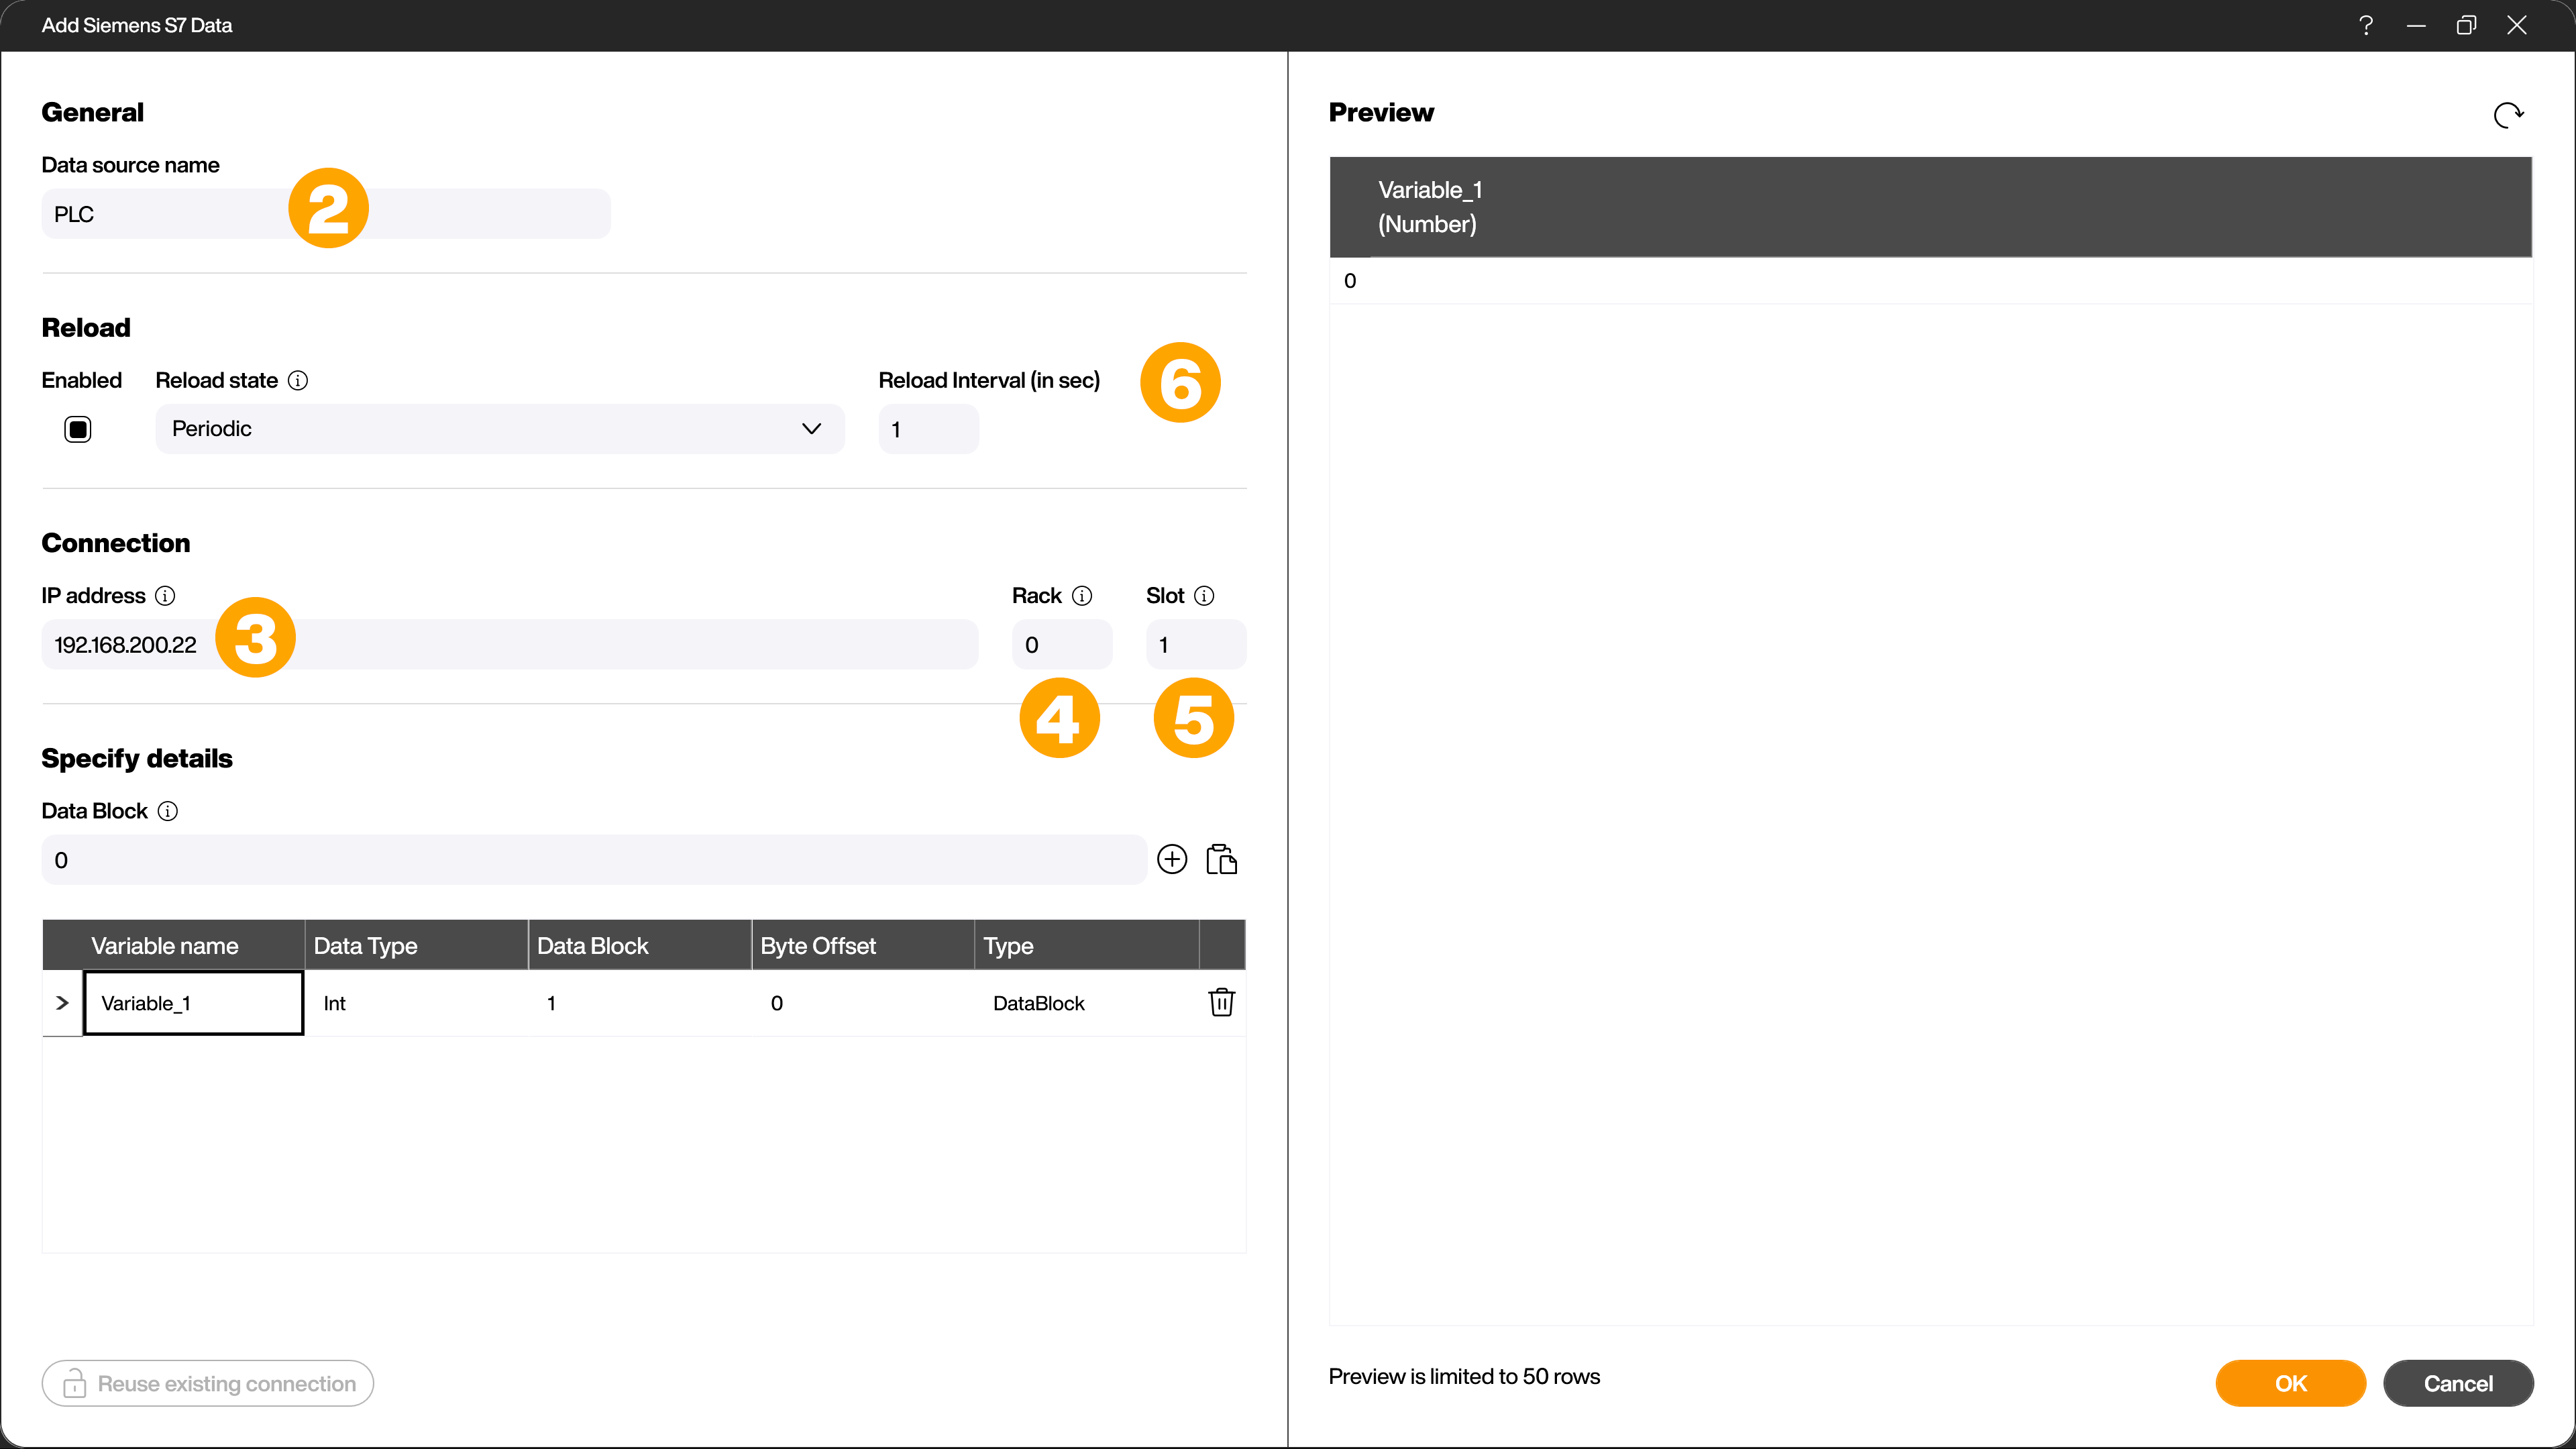 Add Siemens S7 Data
General
Data source name
PLC
2
Reload
Enabled
Reload state
Reload Interval (in sec)
6
Periodic
1
Connection
IP address
Rack
Slot
192.168.200.22
3
0
1
4
5
Specify details
Data Block
0
Variable name
Data Type
Data Block
Byte Offset
Type
Variable_1
Int
1
0
DataBlock
Reuse existing connection
Preview
Variable_1
(Number)
0
Preview is limited to 50 rows
OK
Cancel